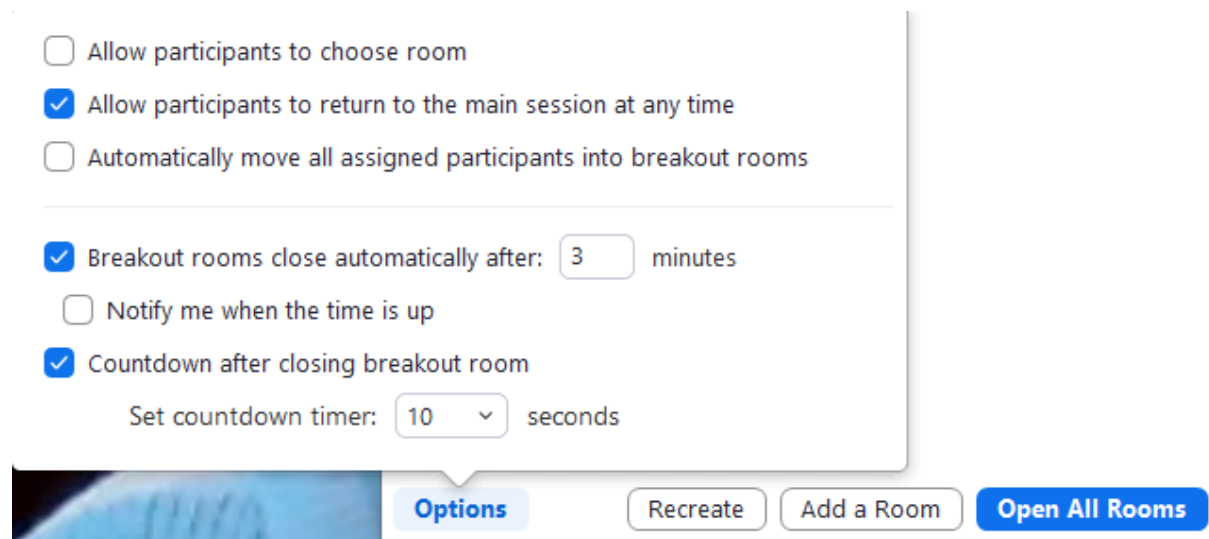 Allow participants to choose room
Allow participants to return to the main session at any time
Automatically move all assigned participants into breakout rooms
Breakout rooms close automatically after: 3 minutes
Notify me when the time is up
Countdown after closing breakout room
Set countdown timer: 10 seconds
Options Recreate Add a Room Open All Rooms